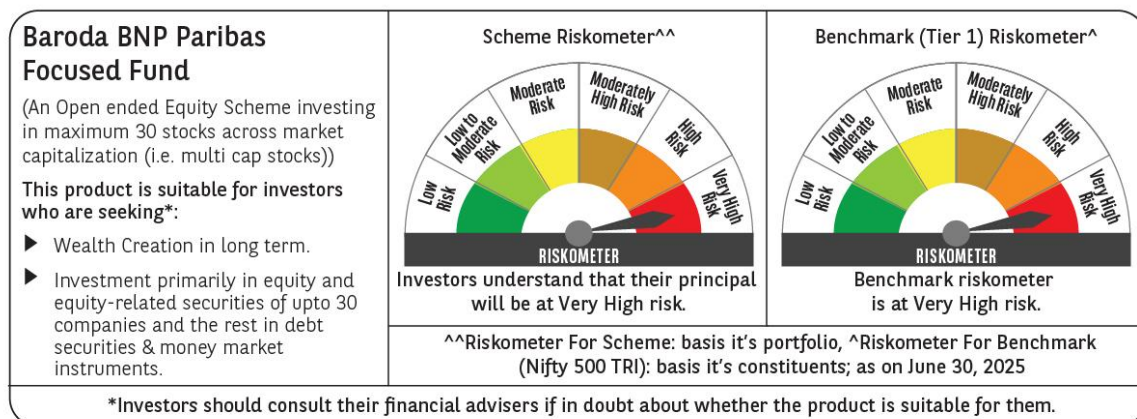 Baroda BNP Paribas
Focused Fund
(An Open ended Equity Scheme investing
in maximum 30 stocks across market
capitalization (i.e. multi cap stocks))
This product is suitable for investors
who are seeking*:
▶ Wealth Creation in long term.
▶ Investment primarily in equity and
equity-related securities of upto 30
companies and the rest in debt
securities & money market
instruments.
Scheme Riskometer^^
Low
Risk
Low to
Moderate
Risk
Moderate
Risk
Moderately
High Risk
High
Risk
Very High
Risk
RISKOMETER
Investors understand that their principal
will be at Very High risk.
Benchmark (Tier 1) Riskometer^
Low
Risk
Low to
Moderate
Risk
Moderate
Risk
Moderately
High Risk
High
Risk
Very High
Risk
RISKOMETER
Benchmark riskometer
is at Very High risk.
^^Riskometer For Scheme: basis it's portfolio, ^Riskometer For Benchmark
(Nifty 500 TRI): basis it's constituents; as on June 30, 2025
*Investors should consult their financial advisers if in doubt about whether the product is suitable for them.